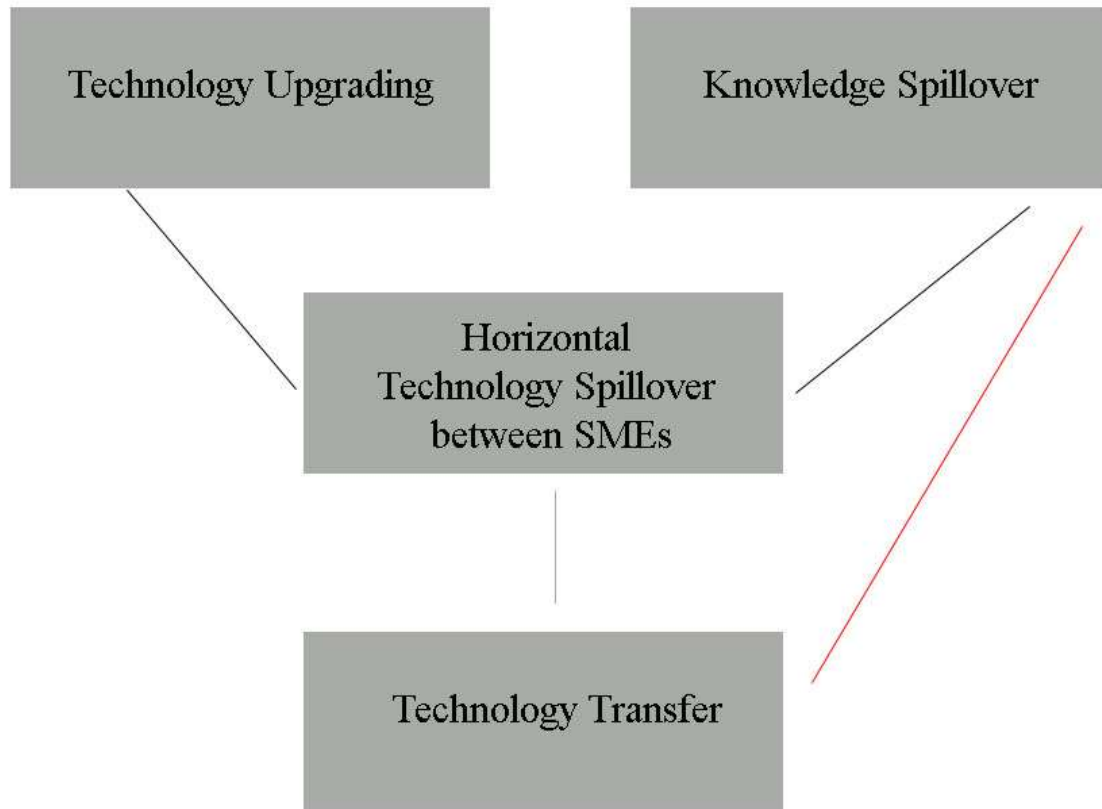 Technology Upgrading
Knowledge Spillover
Horizontal
Technology Spillover
between SMEs
Technology Transfer